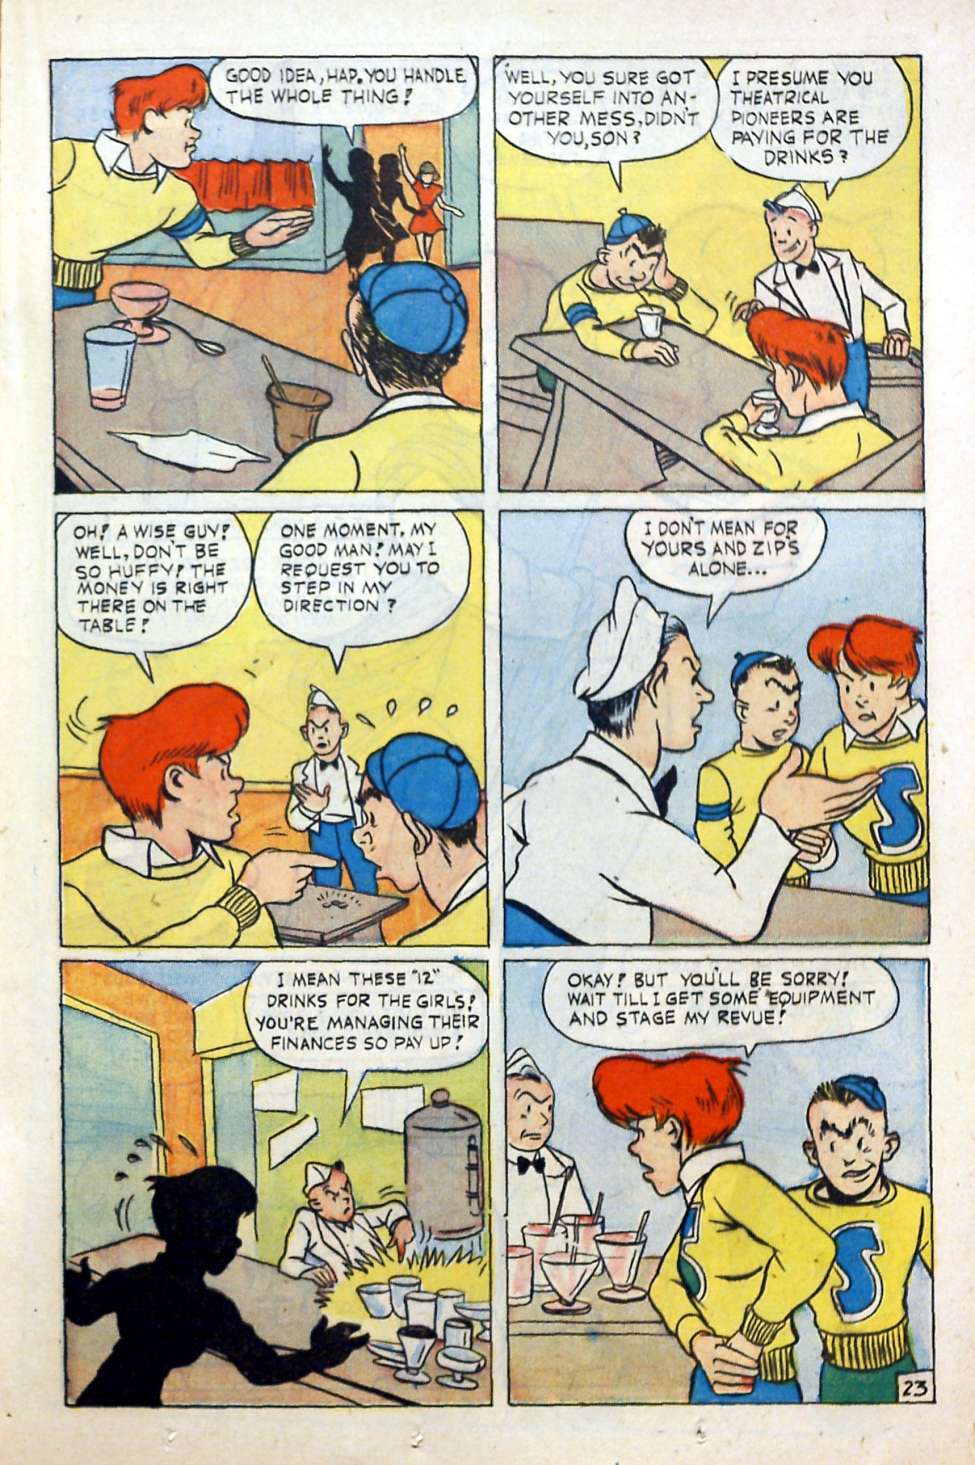 GOOD IDEA, HAP. YOU HANDLE
THE WHOLE THING!
WELL, YOU SURE GOT
YOURSELF INTO AN-
OTHER MESS, DIDN'T
YOU, SON?
I PRESUME YOU
THEATRICAL
PIONEERS ARE
PAYING FOR THE
DRINKS?
OH! A WISE GUY!
WELL, DON'T BE
SO HUFFY! THE
MONEY IS RIGHT
THERE ON THE
TABLE!
ONE MOMENT, MY
GOOD MAN! MAY I
REQUEST YOU TO
STEP IN MY
DIRECTION?
I DON'T MEAN FOR
YOURS AND ZIP'S
ALONE...
S
I MEAN THESE "12"
DRINKS FOR THE GIRLS!
YOU'RE MANAGING THEIR
FINANCES SO PAY UP!
OKAY! BUT YOU'LL BE SORRY!
WAIT TILL I GET SOME EQUIPMENT
AND STAGE MY REVUE!
S
23